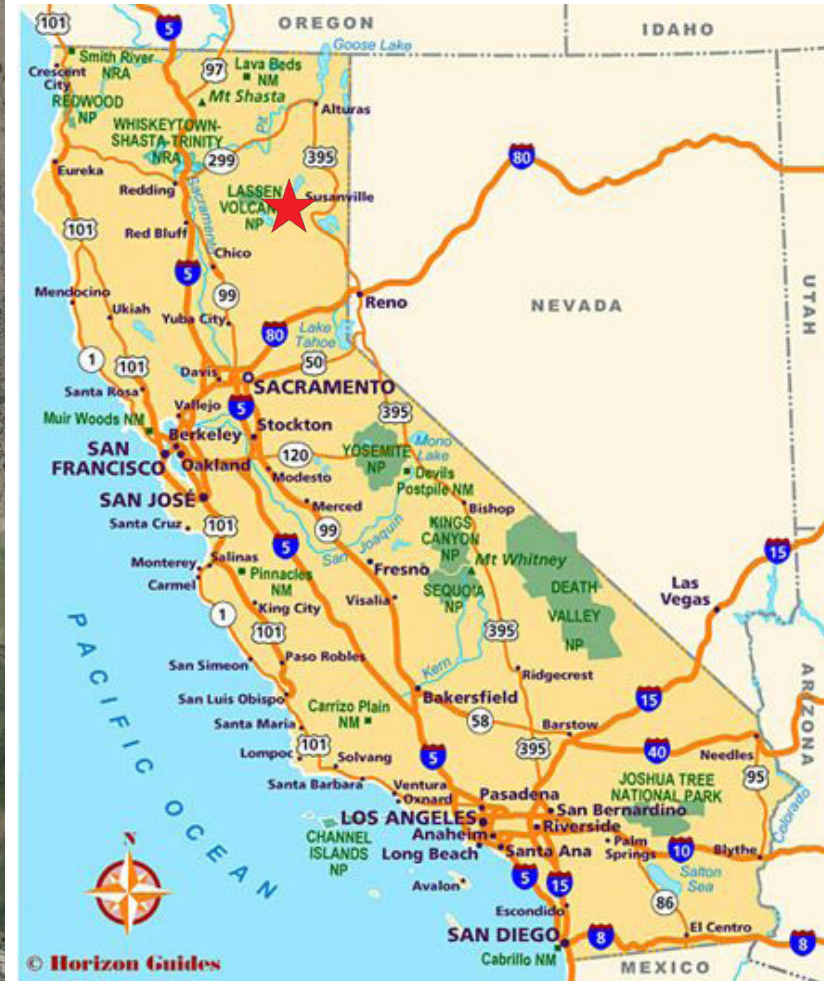 OREGON
IDAHO
101
5
Goose Lake
Smith River
NRA
97
Lava Beds
NM
Crescent
City
Mt Shasta
REDWOOD
NP
Alturas
WHISKEYTOWN-
SHASTA-TRINITY
NRA
Pit
299
395
80
Eureka
Redding
Sacramento
LASSEN
VOLCAN
NP
Susanville
101
Red Bluff
Chico
5
99
Mendocino
Ukiah
Reno
NEVADA
UTAH
Yuba City
80
Lake
Tahoe
1
101
Davis
50
SACRAMENTO
Santa Rosa
395
Vallejo
5
Muir Woods NM
Stockton
Berkeley
SAN
FRANCISCO
Oakland
120
YOSEMITE
NP
Mono
Lake
Modesto
Devils
Postpile NM
SAN JOSÉ
Merced
Bishop
Santa Cruz
101
99
San Joaquin
KINGS
CANYON
NP
5
15
Monterey
Salinas
Mt Whitney
Carmel
Pinnacles
NM
Fresno
SEQUOIA
NP
DEATH
VALLEY
NP
Las
Vegas
1
King City
Visalia
101
395
PACIFIC OCEAN
San Simeon
Paso Robles
Kern
Ridgecrest
ARIZONA
San Luis Obispo
Carrizo Plain
NM
Bakersfield
15
Santa Maria
58
Barstow
101
5
395
40
Needles
Lompoc
Solvang
95
Santa Barbara
Ventura
Oxnard
Pasadena
JOSHUA TREE
NATIONAL PARK
Colorado
LOS ANGELES
San Bernardino
Anaheim
Riverside
CHANNEL
ISLANDS
NP
Long Beach
Santa Ana
Palm
Springs
10
Blythe
Avalon
5
15
Salton
Sea
86
N
Escondido
El Centro
SAN DIEGO
8
8
Cabrillo NM
MEXICO
© Horizon Guides